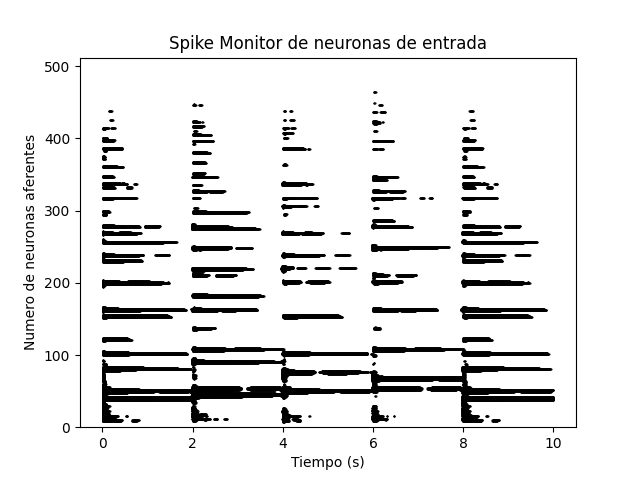 Spike Monitor de neuronas de entrada
500
400
300
200
100
0
Numero de neuronas aferentes
0 2 4 6 8 10
Tiempo (s)